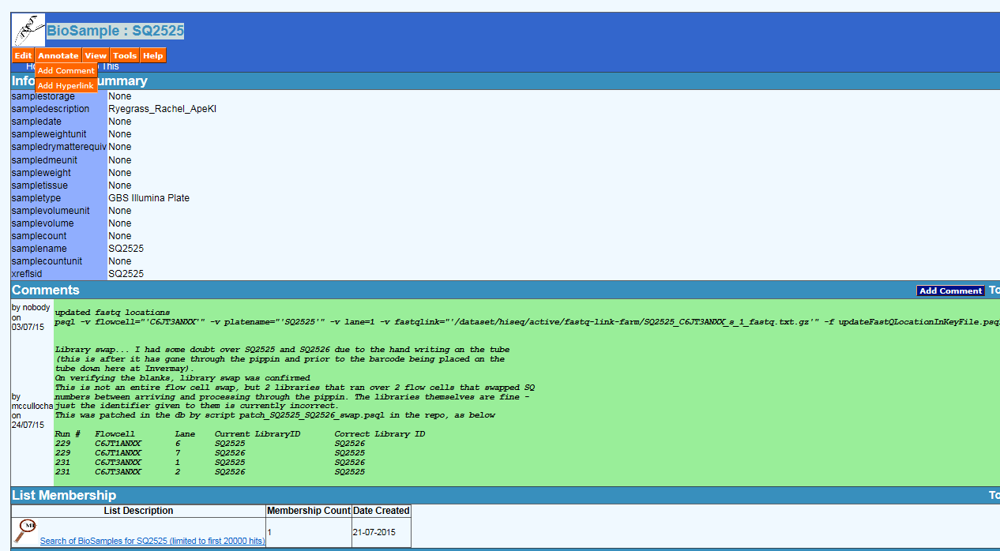 BioSample : SQ2525
Edit Annotate View Tools Help
This
Add Comment
Add Hyperlink
samplestorage None
sampledescription Ryegrass_Rachel_ApeKI
sampledate None
sampleweightunit None
sampledrymatterequiv None
sampledmeunit None
sampleweight None
sampletissue None
sampletype GBS Illumina Plate
samplevolumeunit None
samplevolume None
samplecount None
samplename SQ2525
samplecountunit None
xreflsid SQ2525
Comments Add Comment To
by nobody
on
03/07/15
updated fastq locations
psql -v flowcell="'C6JT3ANXX'" -v platename="'SQ2525'" -v lane=1 -v fastqlink="'/dataset/hiseq/active/fastq-link-farm/SQ2525_C6JT3ANXX_s_1_fastq.txt.gz'" -f updateFastQLocationInKeyFile.psql
by
mcculloch
on
24/07/15
Library swap... I had some doubt over SQ2525 and SQ2526 due to the hand writing on the tube
(this is after it has gone through the pippin and prior to the barcode being placed on the
tube down here at Invermay).
On verifying the blanks, library swap was confirmed
This is not an entire flow cell swap, but 2 libraries that ran over 2 flow cells that swapped SQ
numbers between arriving and processing through the pippin. The libraries themselves are fine -
just the identifier given to them is currently incorrect.
This was patched in the db by script patch_SQ2525_SQ2526_swap.psql in the repo, as below
Run # Flowcell Lane Current LibraryID Correct Library ID
229 C6JT1ANXX 6 SQ2525 SQ2526
229 C6JT1ANXX 7 SQ2526 SQ2525
231 C6JT3ANXX 1 SQ2525 SQ2526
231 C6JT3ANXX 2 SQ2526 SQ2525
List Membership To
List Description Membership Count Date Created
Search of BioSamples for SQ2525 (limited to first 20000 hits) 1 21-07-2015